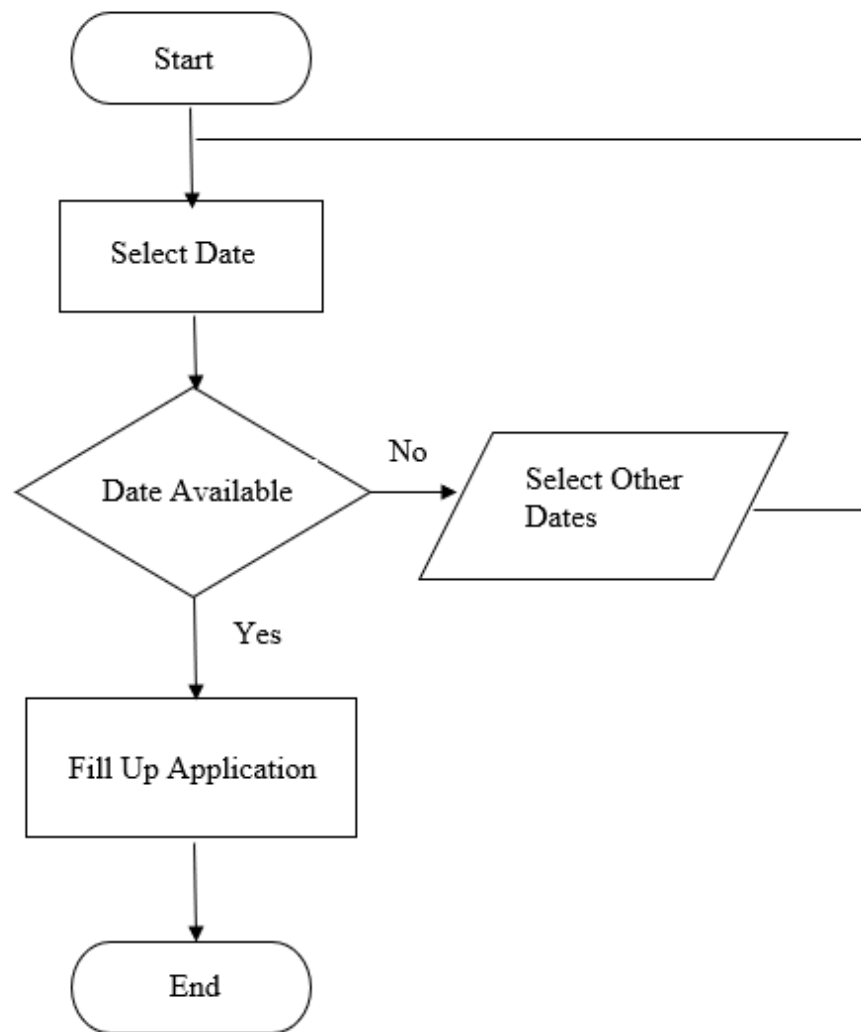 Start
Select Date
Date Available
No
Select Other
Dates
Yes
Fill Up Application
End